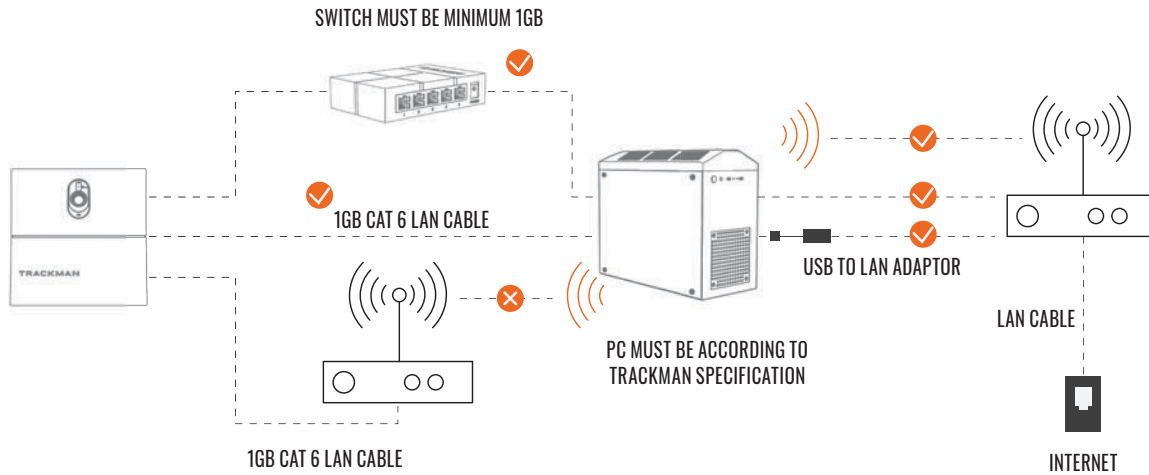 SWITCH MUST BE MINIMUM 1GB
1GB CAT 6 LAN CABLE
TRACKMAN
USB TO LAN ADAPTOR
LAN CABLE
PC MUST BE ACCORDING TO
TRACKMAN SPECIFICATION
1GB CAT 6 LAN CABLE
INTERNET